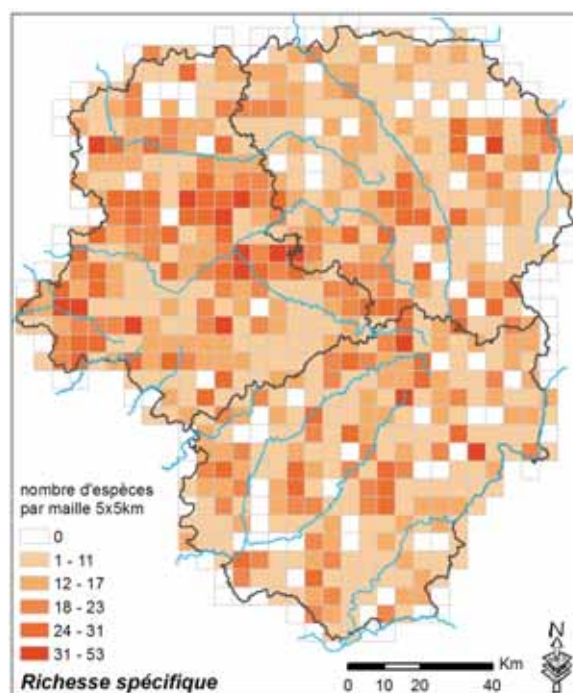 nombre d'espèces
par maille 5x5km
0
1 - 11
12 - 17
18 - 23
24 - 31
31 - 53
Richesse spécifique
N
Km
0 10 20 40